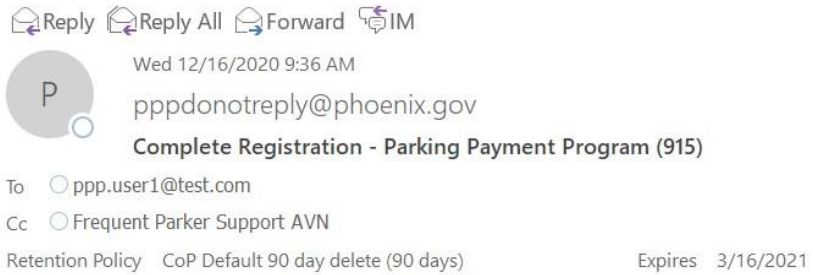 Reply Reply All Forward IM
Wed 12/16/2020 9:36 AM
P
pppdonotreply@phoenix.gov
Complete Registration - Parking Payment Program (915)
To ppp.user1@test.com
Cc Frequent Parker Support AVN
Retention Policy CoP Default 90 day delete (90 days) Expires 3/16/2021